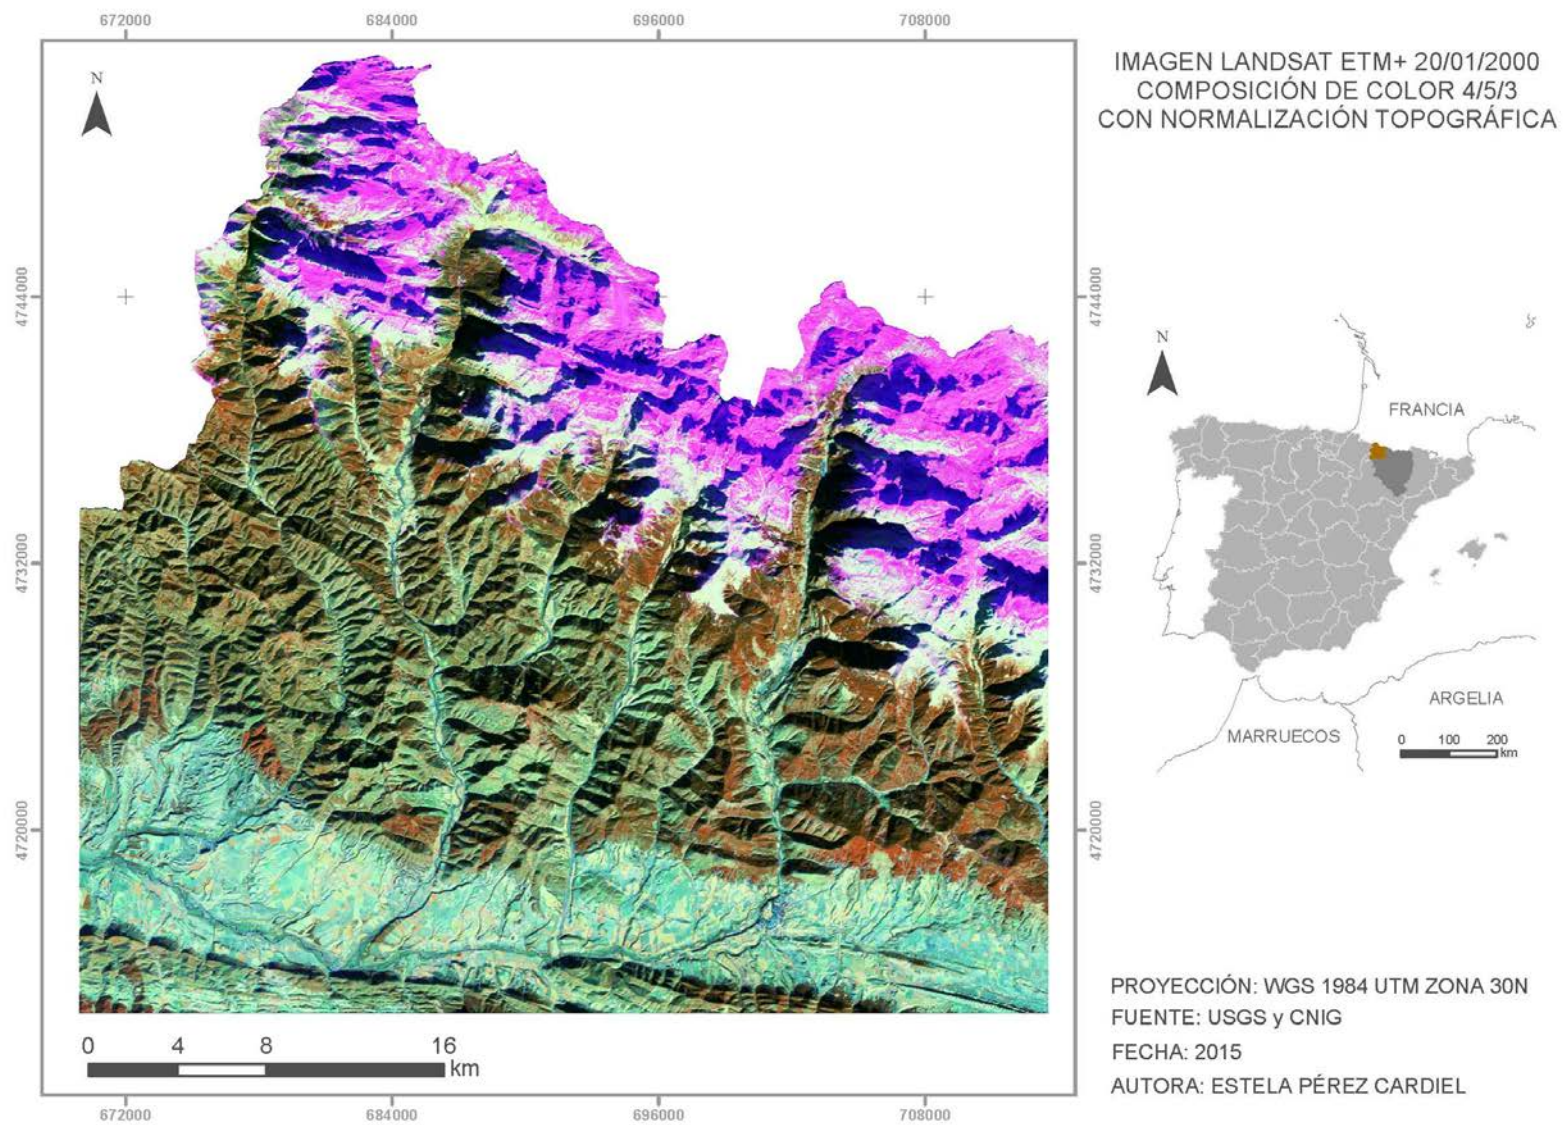 672000
684000
696000
708000
IMAGEN LANDSAT ETM+ 20/01/2000
COMPOSICIÓN DE COLOR 4/5/3
CON NORMALIZACIÓN TOPOGRÁFICA
N
4744000
4744000
N
FRANCIA
4732000
4732000
ARGELIA
MARRUECOS
0 100 200
km
4720000
4720000
PROYECCIÓN: WGS 1984 UTM ZONA 30N
FUENTE: USGS y CNIG
FECHA: 2015
AUTORA: ESTELA PÉREZ CARDIEL
0 4 8 16
km
672000
684000
696000
708000